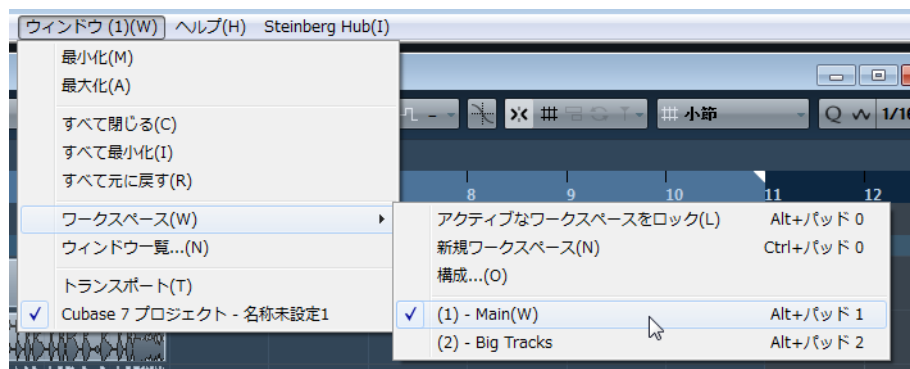 ウィンドウ (1)(W) ヘルプ(H) Steinberg Hub(I)
最小化(M)
最大化(A)
すべて閉じる(C)
すべて最小化(I)
すべて元に戻す(R)
小節
Q 1/16
8 9 10 11 12
ワークスペース(W)
ウィンドウ一覧...(N)
トランスポート(T)
Cubase 7 プロジェクト - 名称未設定1
アクティブなワークスペースをロック(L) Alt+パッド 0
新規ワークスペース(N) Ctrl+パッド 0
構成...(O)
(1) - Main(W) Alt+パッド 1
(2) - Big Tracks Alt+パッド 2